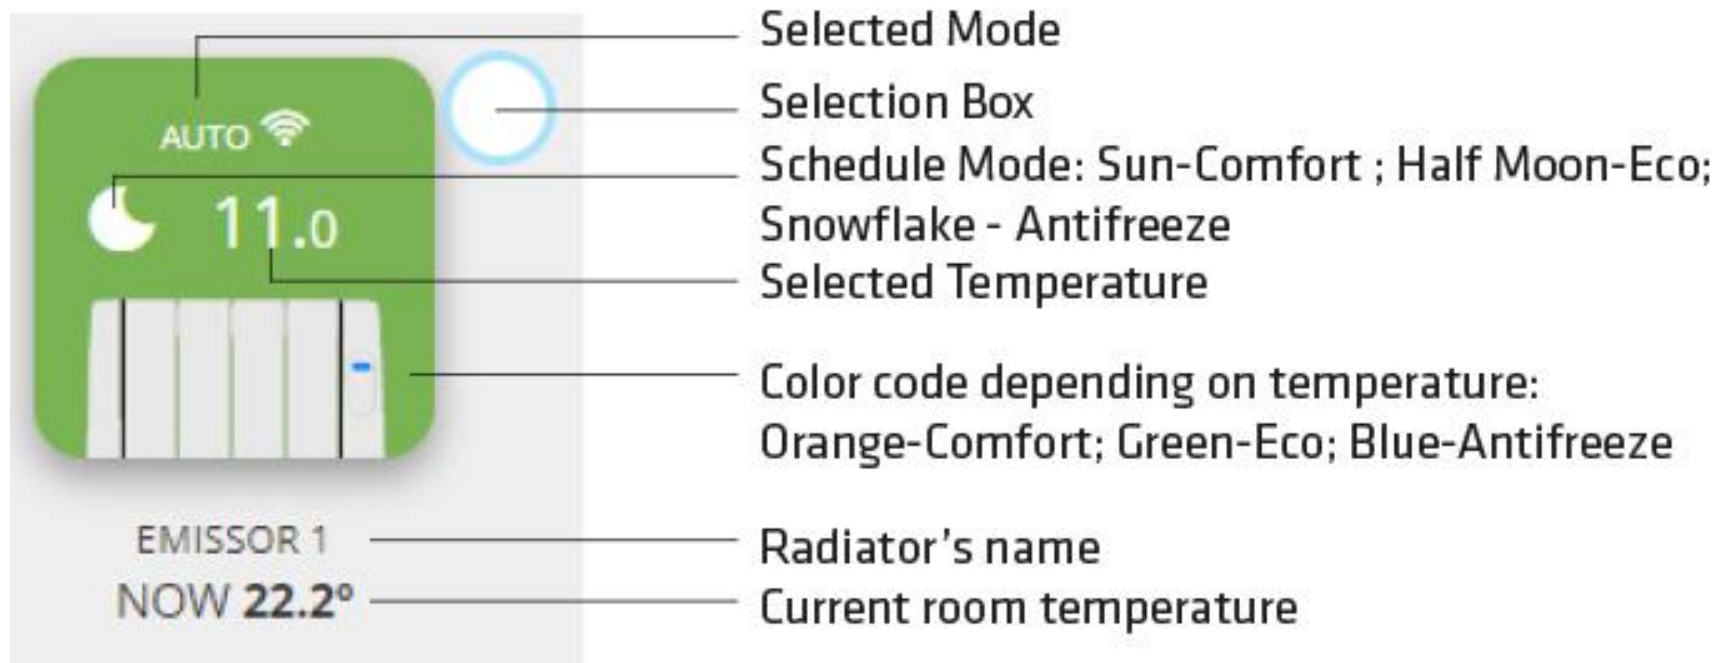 Selected Mode
Selection Box
AUTO
Schedule Mode: Sun-Comfort ; Half Moon-Eco;
11.0
Snowflake - Antifreeze
Selected Temperature
Color code depending on temperature:
Orange-Comfort; Green-Eco; Blue-Antifreeze
EMISSOR 1
Radiator's name
NOW 22.2º
Current room temperature